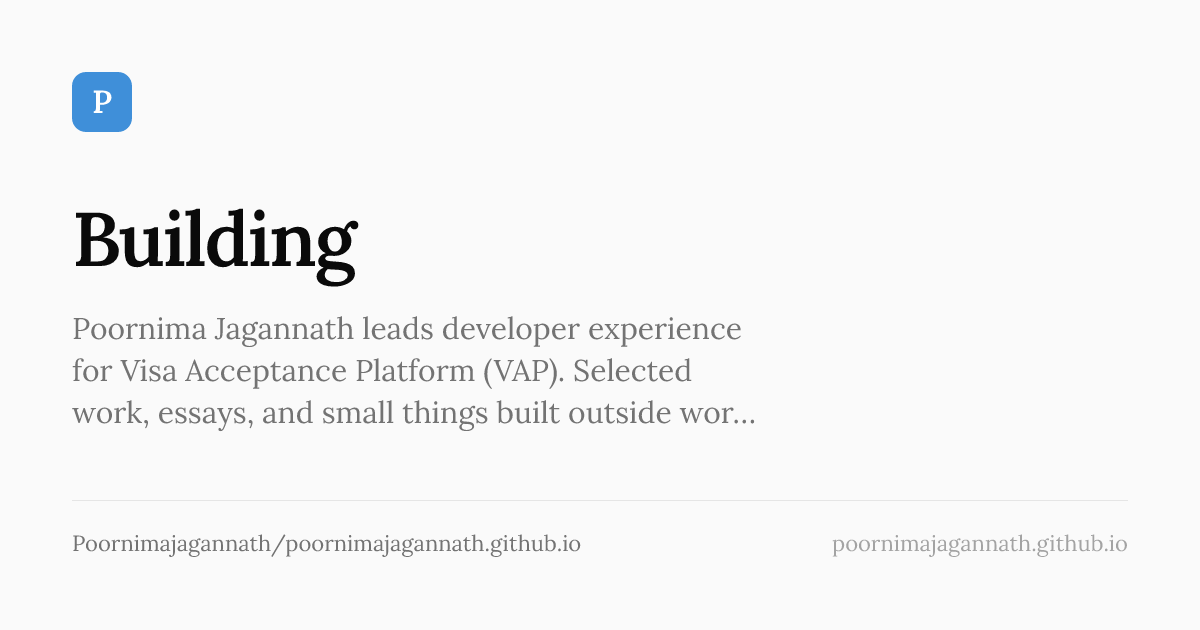 P
Building
Poornima Jagannath leads developer experience
for Visa Acceptance Platform (VAP). Selected
work, essays, and small things built outside wor...
Poornimajagannath/poornimajagannath.github.io
poornimajagannath.github.io